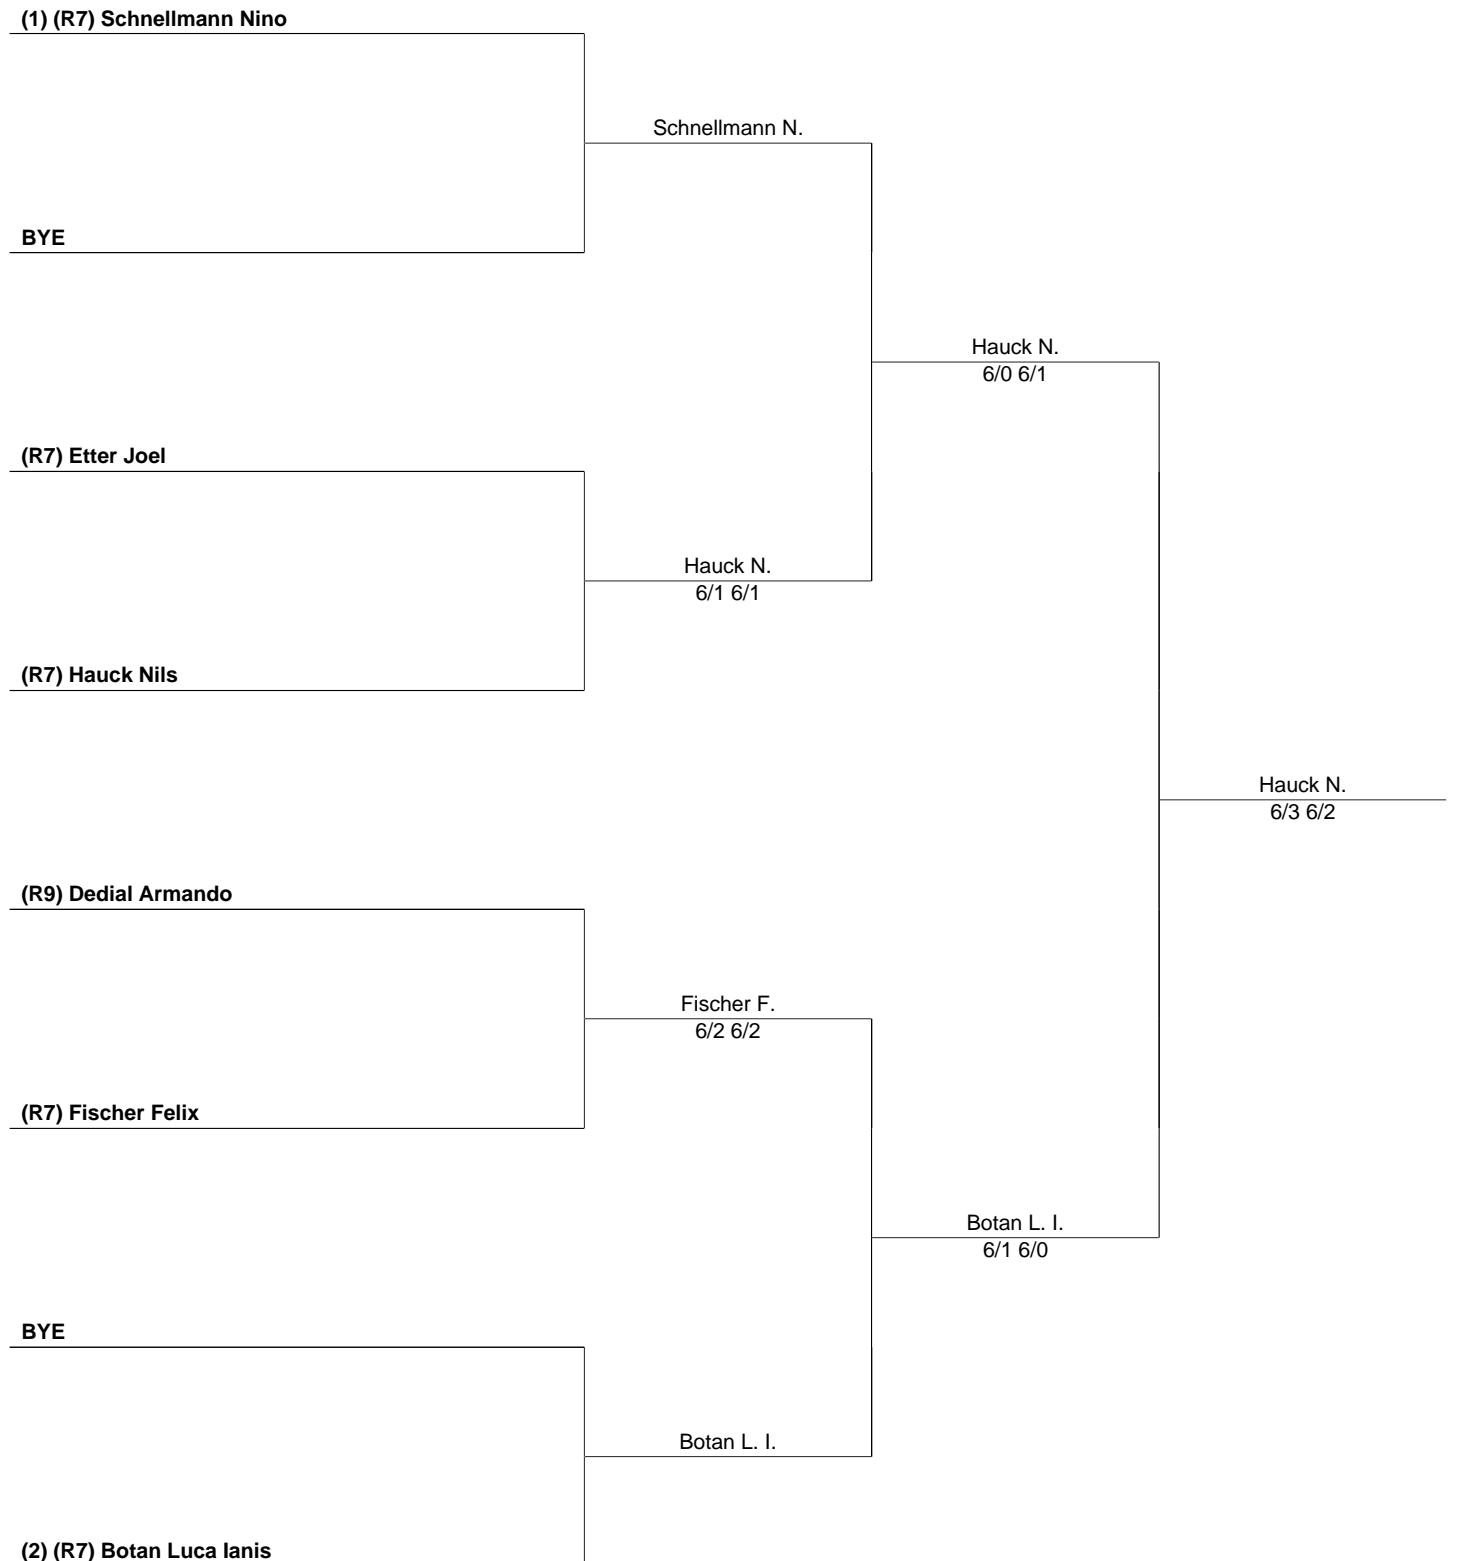 (1) (R7) Schnellmann Nino
Schnellmann N.
BYE
Hauck N.
6/0 6/1
(R7) Etter Joel
Hauck N.
6/1 6/1
(R7) Hauck Nils
Hauck N.
6/3 6/2
(R9) Dedial Armando
Fischer F.
6/2 6/2
(R7) Fischer Felix
Botan L. I.
6/1 6/0
BYE
Botan L. I.
(2) (R7) Botan Luca Ianis